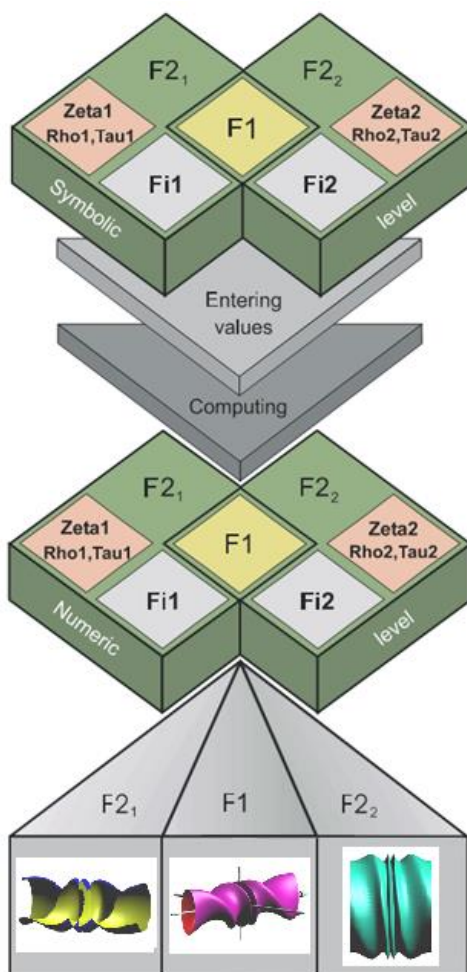 F2₁ F2₂
Zeta1 F1 Zeta2
Rho1,Tau1 Rho2,Tau2
Fi1 Fi2
Symbolic level
Entering
values
Computing
F2₁ F2₂
Zeta1 F1 Zeta2
Rho1,Tau1 Rho2,Tau2
Fi1 Fi2
Numeric level
F2₁ F1 F2₂